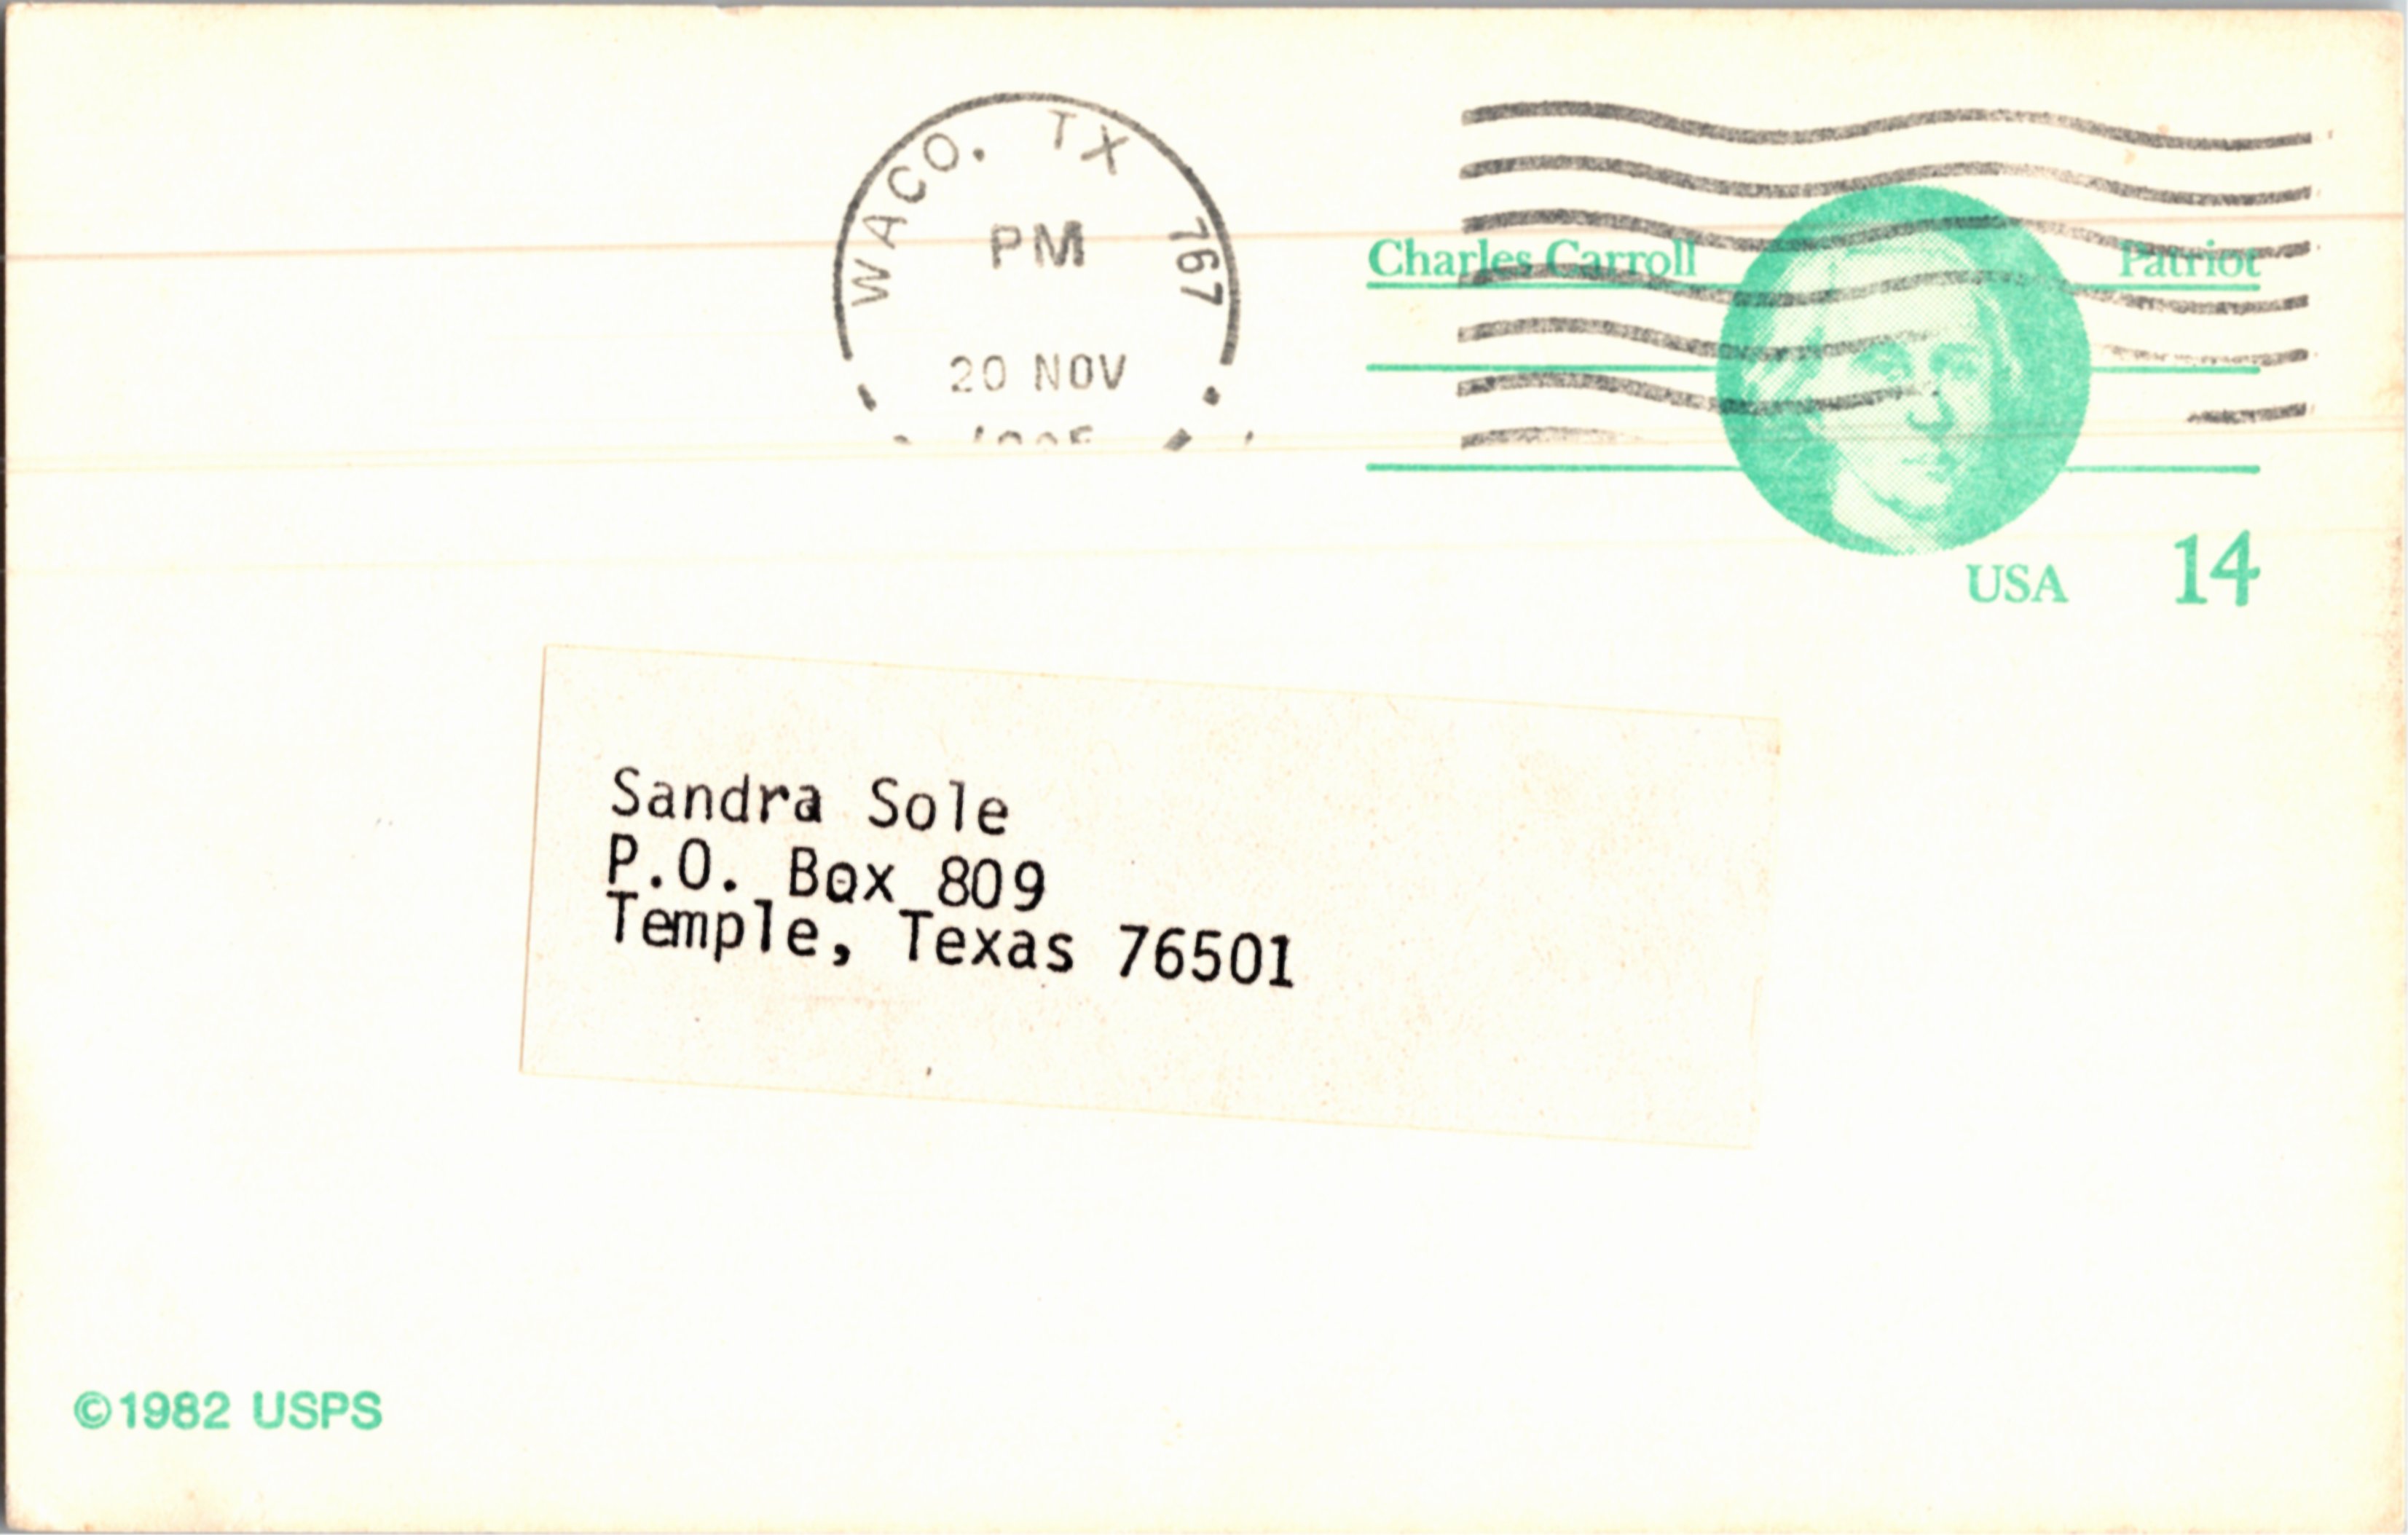 WACO. TX 767
PM
20 NOV
Charles Carroll Patriot
USA 14
Sandra Sole
P.O. Box 809
Temple, Texas 76501
©1982 USPS